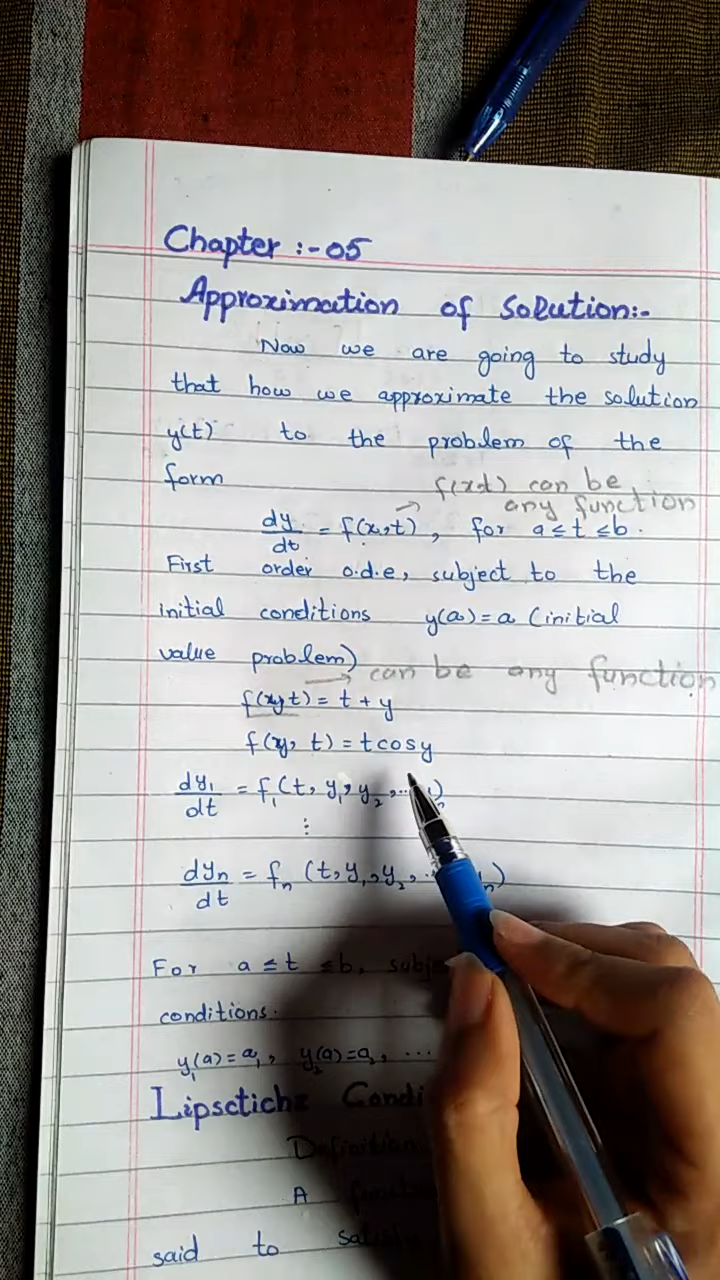 Chapter :- 05
Approximation of Solution:-
Now we are going to study
that how we approximate the solution
y(t) to the problem of the
form
f(x,t) can be
any function
dy/dt = f(x,t), for a ≤ t ≤ b.
First order o.d.e, subject to the
initial conditions y(a) = a (initial
value problem)
→ can be any function
f(y,t) = t + y
f(y, t) = t cosy
dy₁/dt = f₁(t, y₁, y₂, ...
⋮
dyₙ/dt = fₙ (t, y₁, y₂, ...
For a ≤ t ≤ b,
conditions.
y₁(a) = a₁, y₂(a) = a₂, ...
Lipsctichz
Definition
A
said to